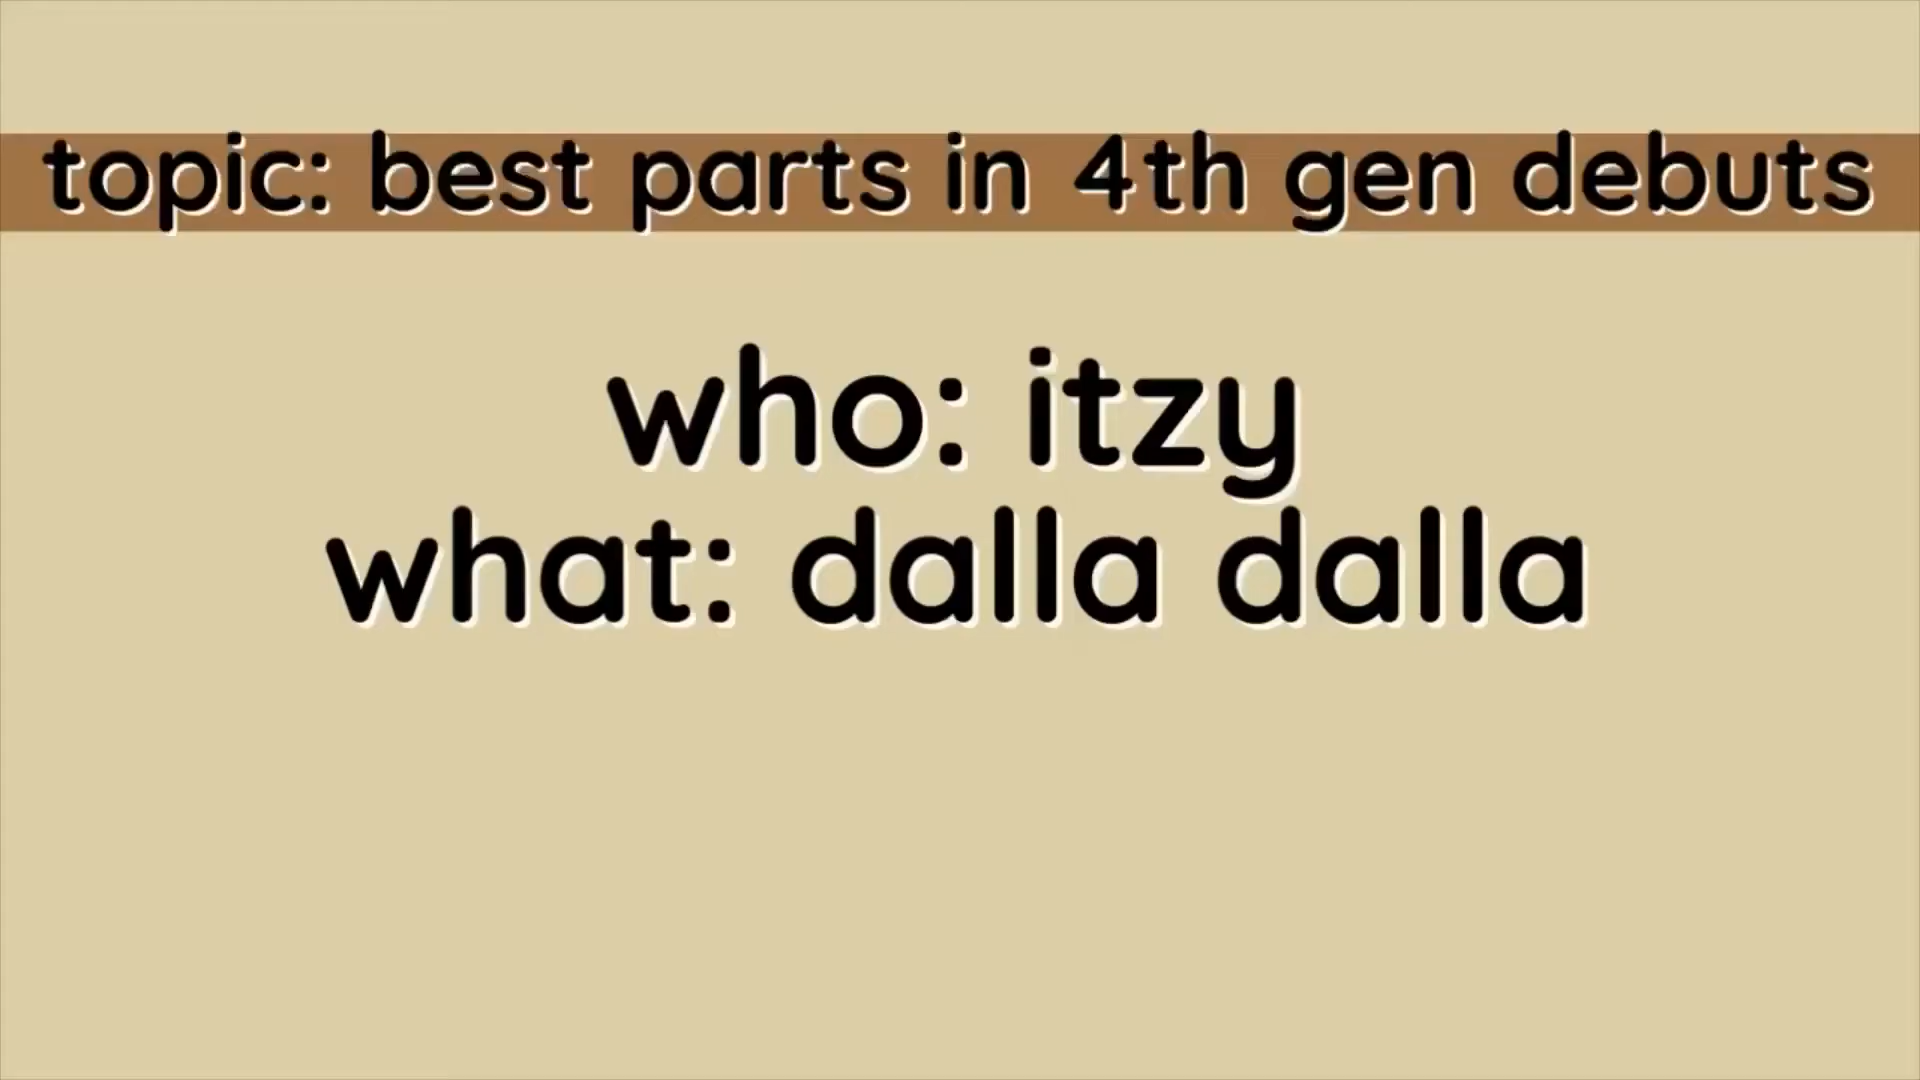 topic: best parts in 4th gen debuts
who: itzy
what: dalla dalla